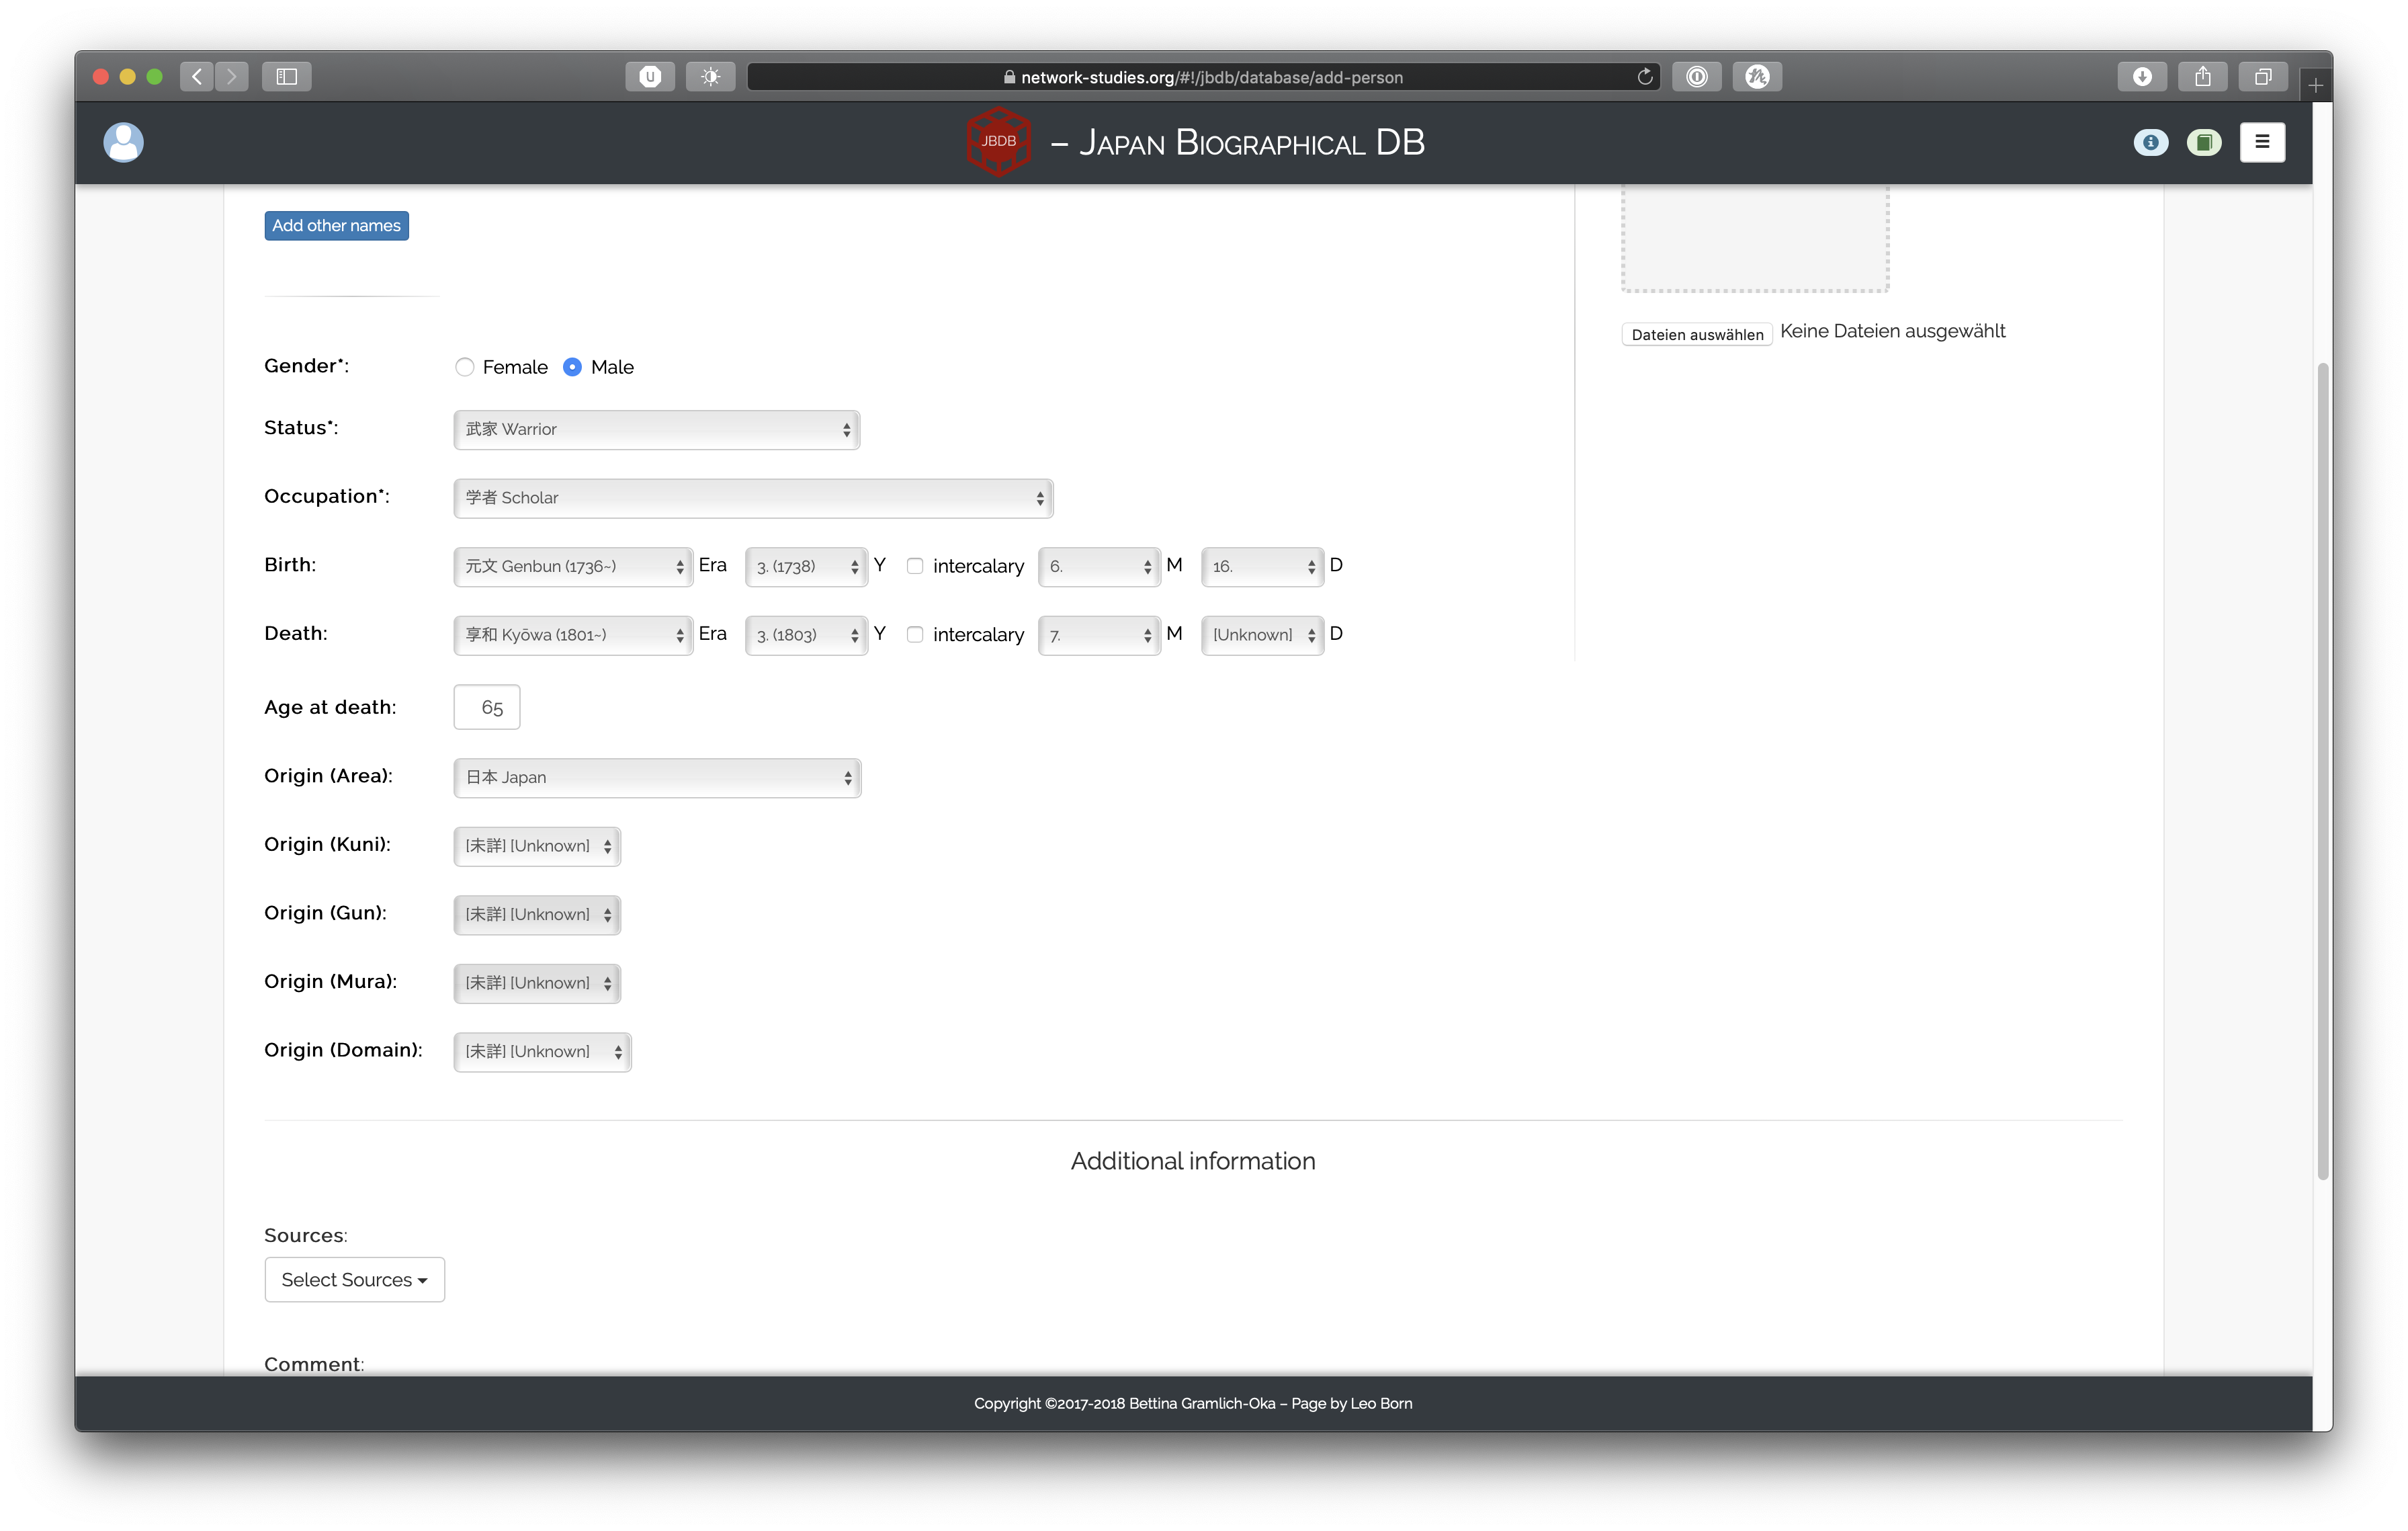 network-studies.org/#!/jbdb/database/add-person
JBDB – Japan Biographical DB
Add other names
Dateien auswählen Keine Dateien ausgewählt
Gender*: Female Male
Status*: 武家 Warrior
Occupation*: 学者 Scholar
Birth: 元文 Genbun (1736~) Era 3. (1738) Y intercalary 6. M 16. D
Death: 享和 Kyōwa (1801~) Era 3. (1803) Y intercalary 7. M [Unknown] D
Age at death: 65
Origin (Area): 日本 Japan
Origin (Kuni): [未詳] [Unknown]
Origin (Gun): [未詳] [Unknown]
Origin (Mura): [未詳] [Unknown]
Origin (Domain): [未詳] [Unknown]
Additional information
Sources:
Select Sources
Comment:
Copyright ©2017-2018 Bettina Gramlich-Oka – Page by Leo Born